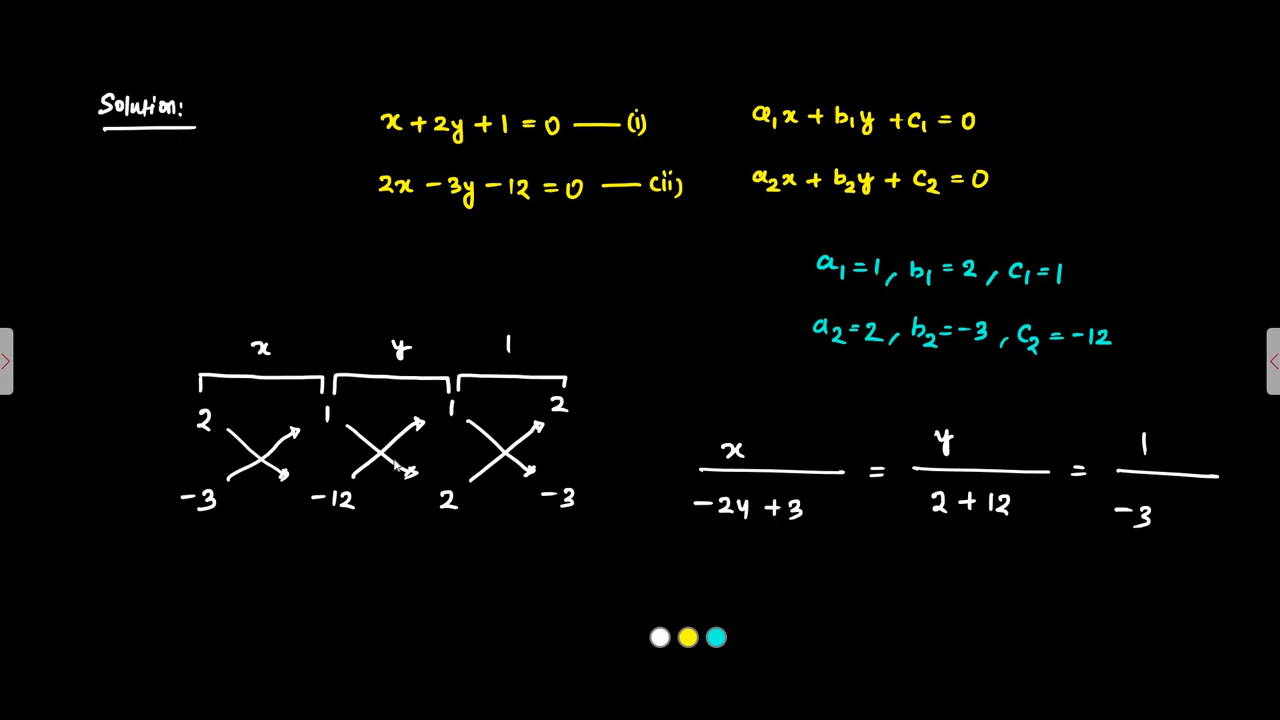 Solution:
x + 2y + 1 = 0 —— (i)
a₁x + b₁y + c₁ = 0
2x - 3y - 12 = 0 —— (ii)
a₂x + b₂y + c₂ = 0
a₁ = 1, b₁ = 2, c₁ = 1
a₂ = 2, b₂ = -3, c₂ = -12
x y 1
2 1 1 2
-3 -12 2 -3
x y 1
= =
-24 + 3 2 + 12 -3